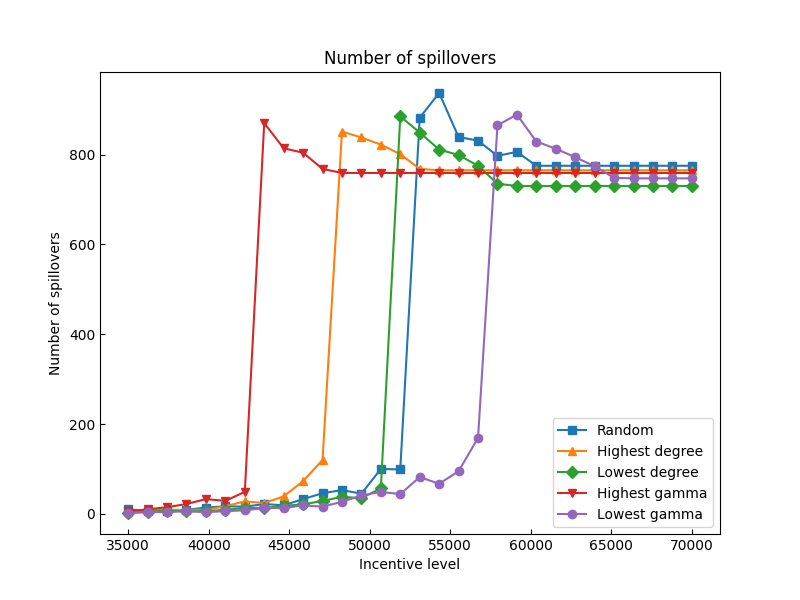 Number of spillovers
Number of spillovers
800
600
400
200
0
35000 40000 45000 50000 55000 60000 65000 70000
Incentive level
Random
Highest degree
Lowest degree
Highest gamma
Lowest gamma